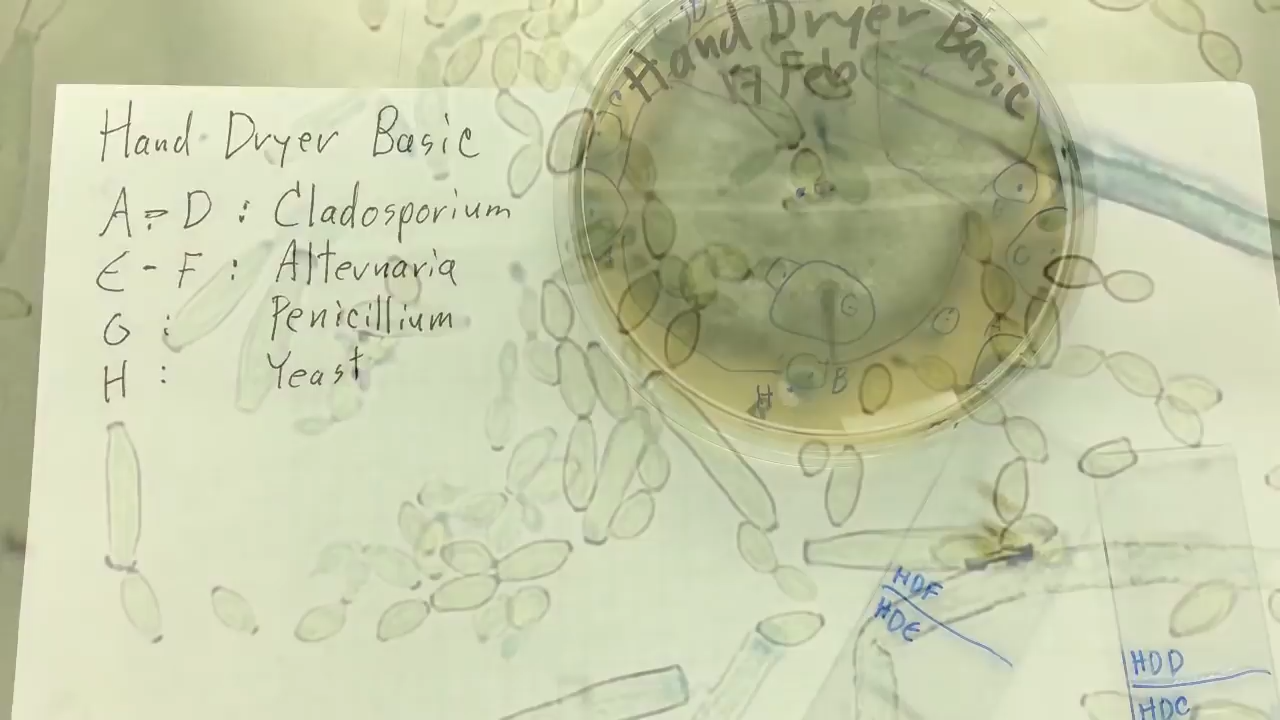 Hand Dryer Basic
17 Feb
Hand Dryer Basic
A-D : Cladosporium
E-F : Alternaria
G : Penicillium
H : Yeast
G
C
A
B
H
HDF
HDE
HDD
HDC